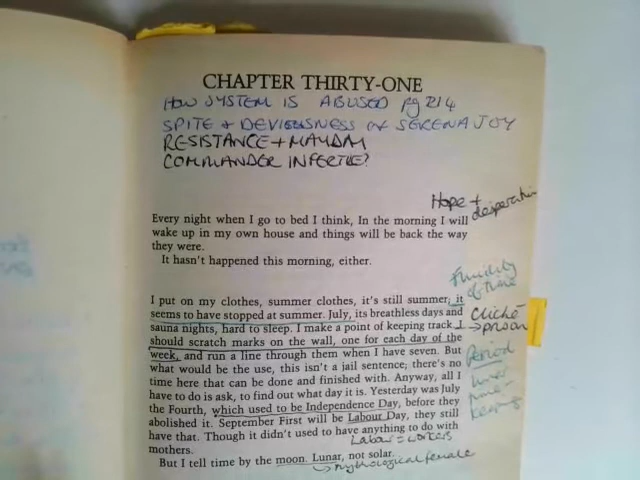 CHAPTER THIRTY-ONE
HOW SYSTEM IS ABUSED pg 214
SPITE + DEVIOUSNESS OF SERENA JOY
RESISTANCE + MAYDAY
COMMANDER INFERTILE?
Hope +
desperation
Every night when I go to bed I think, In the morning I will
wake up in my own house and things will be back the way
they were.
It hasn't happened this morning, either.
Fluidity
of time
I put on my clothes, summer clothes, it's still summer; it
seems to have stopped at summer. July, its breathless days and
sauna nights, hard to sleep. I make a point of keeping track. I
should scratch marks on the wall, one for each day of the
week, and run a line through them when I have seven. But
what would be the use, this isn't a jail sentence; there's no
time here that can be done and finished with. Anyway, all I
have to do is ask, to find out what day it is. Yesterday was July
the Fourth, which used to be Independence Day, before they
abolished it. September First will be Labour Day, they still
have that. Though it didn't used to have anything to do with
mothers.
But I tell time by the moon. Lunar, not solar.
Cliché
→ prison
Period
inner
time-
keeping
Labour = workers
→ mythological female